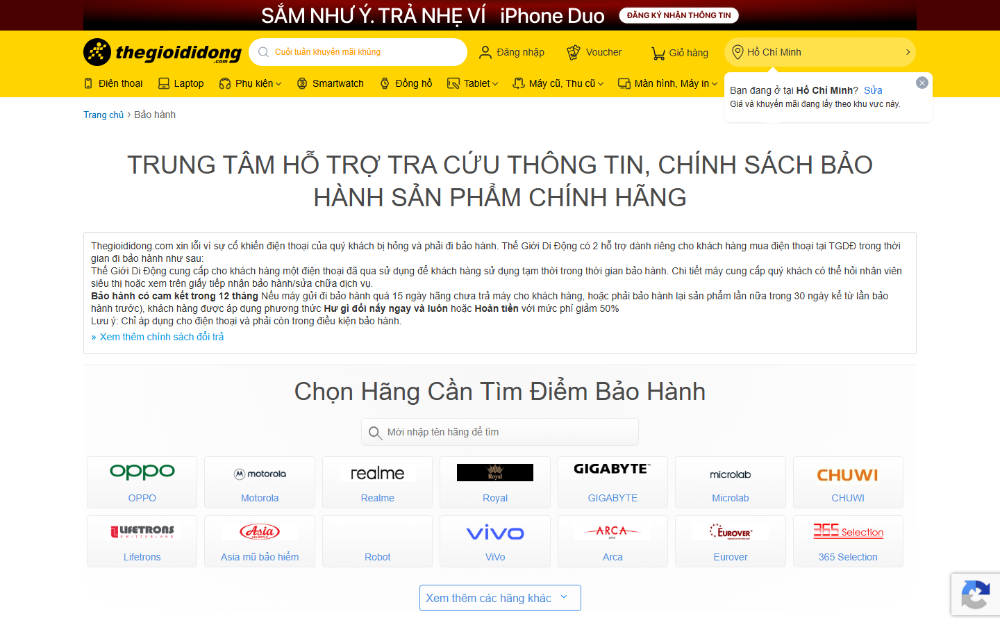 SẮM NHƯ Ý. TRẢ NHẸ VÍ iPhone Duo ĐĂNG KÝ NHẬN THÔNG TIN
thegioididong.com
Cuối tuần khuyến mãi khủng
Đăng nhập
Voucher
Giỏ hàng
Hồ Chí Minh
Điện thoại
Laptop
Phụ kiện
Smartwatch
Đồng hồ
Tablet
Máy cũ, Thu cũ
Màn hình, Máy in
Bạn đang ở tại Hồ Chí Minh? Sửa
Giá và khuyến mãi đang lấy theo khu vực này.
Trang chủ › Bảo hành
TRUNG TÂM HỖ TRỢ TRA CỨU THÔNG TIN, CHÍNH SÁCH BẢO
HÀNH SẢN PHẨM CHÍNH HÃNG
Thegioididong.com xin lỗi vì sự cố khiến điện thoại của quý khách bị hỏng và phải đi bảo hành. Thế Giới Di Động có 2 hỗ trợ dành riêng cho khách hàng mua điện thoại tại TGDĐ trong thời
gian đi bảo hành như sau:
Thế Giới Di Động cung cấp cho khách hàng một điện thoại đã qua sử dụng để khách hàng sử dụng tạm thời trong thời gian bảo hành. Chi tiết máy cung cấp quý khách có thể hỏi nhân viên
siêu thị hoặc xem trên giấy tiếp nhận bảo hành/sửa chữa dịch vụ.
Bảo hành có cam kết trong 12 tháng Nếu máy gửi đi bảo hành quá 15 ngày hãng chưa trả máy cho khách hàng, hoặc phải bảo hành lại sản phẩm lần nữa trong 30 ngày kể từ lần bảo
hành trước), khách hàng được áp dụng phương thức Hư gì đổi nấy ngay và luôn hoặc Hoàn tiền với mức phí giảm 50%
Lưu ý: Chỉ áp dụng cho điện thoại và phải còn trong điều kiện bảo hành.
» Xem thêm chính sách đổi trả
Chọn Hãng Cần Tìm Điểm Bảo Hành
Mời nhập tên hãng để tìm
oppo
motorola
realme
Royal
GIGABYTE
microlab
CHUWI
OPPO
Motorola
Realme
Royal
GIGABYTE
Microlab
CHUWI
LIFETRONS
SWITZERLAND
Asia
vivo
ARCA
EUROVER
365 Selection
Lifetrons
Asia mũ bảo hiểm
Robot
ViVo
Arca
Eurover
365 Selection
Xem thêm các hãng khác